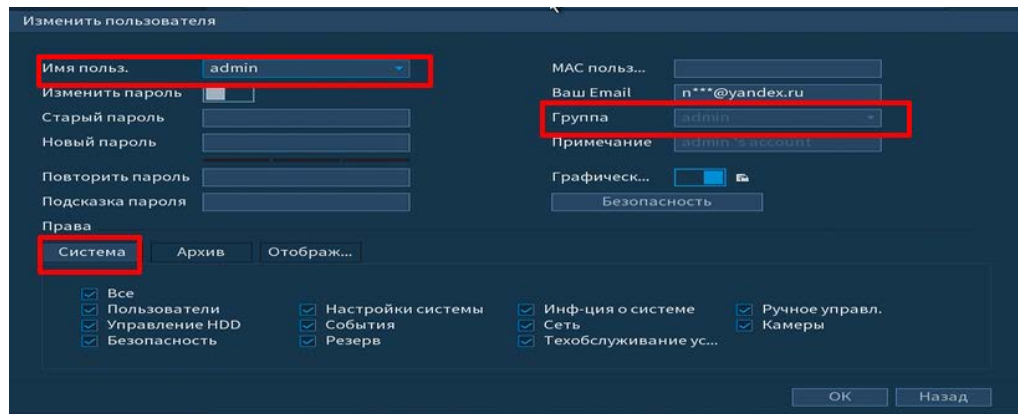 Изменить пользователя
Имя польз. admin
MAC польз...
Изменить пароль
Ваш Email n***@yandex.ru
Старый пароль
Группа admin
Новый пароль
Примечание admin 's account
Повторить пароль
Графическ...
Подсказка пароля
Безопасность
Права
Система Архив Отображ...
Все
Пользователи Настройки системы Инф-ция о системе Ручное управл.
Управление HDD События Сеть Камеры
Безопасность Резерв Техобслуживание ус...
OK Назад